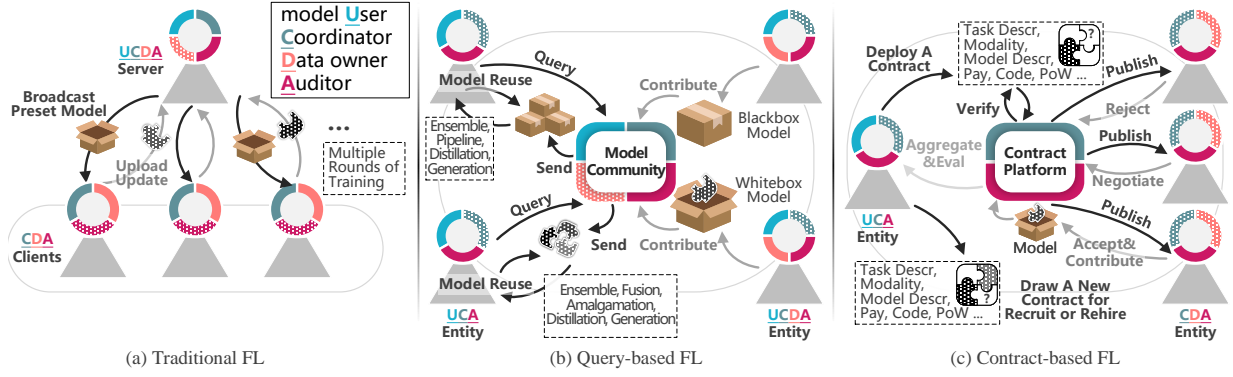 model User
Coordinator
Data owner
Auditor
UCDA
Server
Broadcast
Preset Model
Upload
Update
...
Multiple
Rounds of
Training
CDA
Clients
(a) Traditional FL
Query
Model Reuse
Ensemble,
Pipeline,
Distillation,
Generation
Send
Contribute
Blackbox
Model
Model
Community
Whitebox
Model
Query
Send
Contribute
Model Reuse
Ensemble, Fusion,
Amalgamation,
Distillation, Generation
UCA
Entity
UCDA
Entity
(b) Query-based FL
Deploy A
Contract
Task Descr,
Modality,
Model Descr,
Pay, Code, PoW ...
?
Publish
Verify
Reject
Aggregate
&Eval
Contract
Platform
Publish
Negotiate
UCA
Entity
Model
Publish
Accept&
Contribute
Task Descr,
Modality,
Model Descr,
Pay, Code, PoW ...
?
Draw A New
Contract for
Recruit or Rehire
CDA
Entity
(c) Contract-based FL